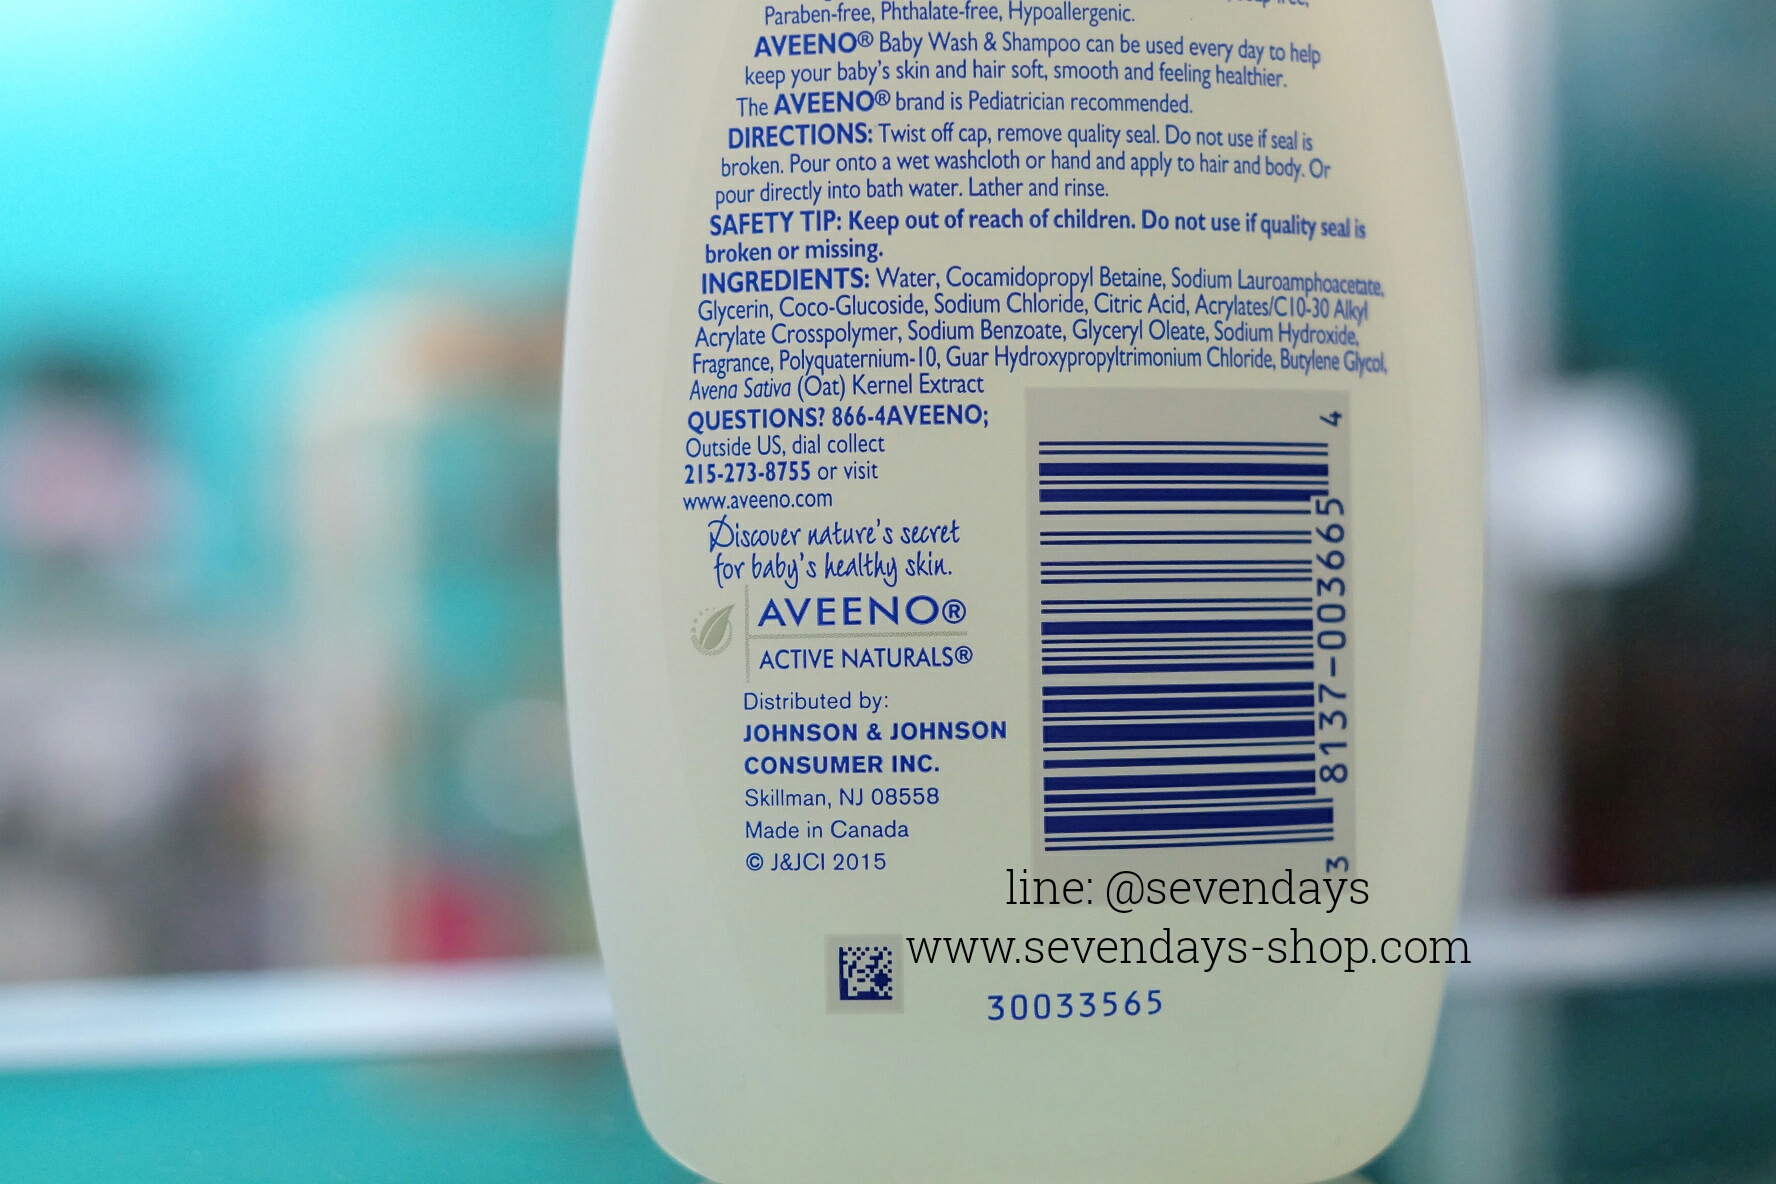 Paraben-free, Phthalate-free, Hypoallergenic.
AVEENO® Baby Wash & Shampoo can be used every day to help
keep your baby's skin and hair soft, smooth and feeling healthier.
The AVEENO® brand is Pediatrician recommended.
DIRECTIONS: Twist off cap, remove quality seal. Do not use if seal is
broken. Pour onto a wet washcloth or hand and apply to hair and body. Or
pour directly into bath water. Lather and rinse.
SAFETY TIP: Keep out of reach of children. Do not use if quality seal is
broken or missing.
INGREDIENTS: Water, Cocamidopropyl Betaine, Sodium Lauroamphoacetate,
Glycerin, Coco-Glucoside, Sodium Chloride, Citric Acid, Acrylates/C10-30 Alkyl
Acrylate Crosspolymer, Sodium Benzoate, Glyceryl Oleate, Sodium Hydroxide,
Fragrance, Polyquaternium-10, Guar Hydroxypropyltrimonium Chloride, Butylene Glycol,
Avena Sativa (Oat) Kernel Extract
QUESTIONS? 866-4AVEENO;
Outside US, dial collect
215-273-8755 or visit
www.aveeno.com
Discover nature's secret
for baby's healthy skin.
AVEENO®
ACTIVE NATURALS®
Distributed by:
JOHNSON & JOHNSON
CONSUMER INC.
Skillman, NJ 08558
Made in Canada
© J&JCI 2015
3 8137-003665 4
line: @sevendays
www.sevendays-shop.com
30033565